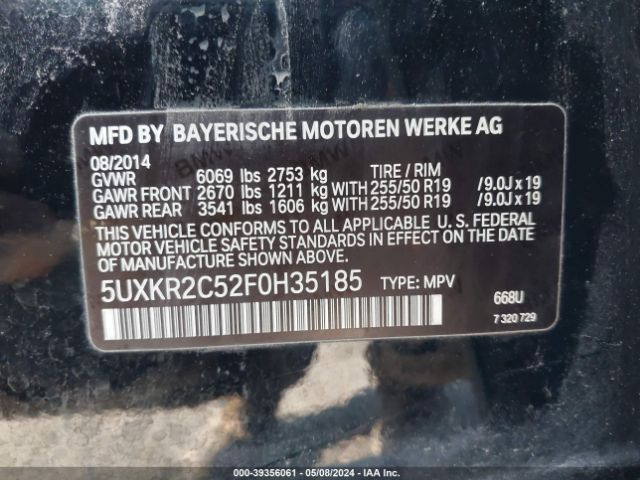 MFD BY BAYERISCHE MOTOREN WERKE AG
08/2014
GVWR 6069 lbs 2753 kg TIRE / RIM
GAWR FRONT 2670 lbs 1211 kg WITH 255/50 R19 /9.0J x 19
GAWR REAR 3541 lbs 1606 kg WITH 255/50 R19 /9.0J x 19
THIS VEHICLE CONFORMS TO ALL APPLICABLE U. S. FEDERAL
MOTOR VEHICLE SAFETY STANDARDS IN EFFECT ON THE DATE
OF MANUFACTURE SHOWN ABOVE.
5UXKR2C52F0H35185 TYPE: MPV
668U
7 320 729
000-39356061 - 05/08/2024 - IAA Inc.